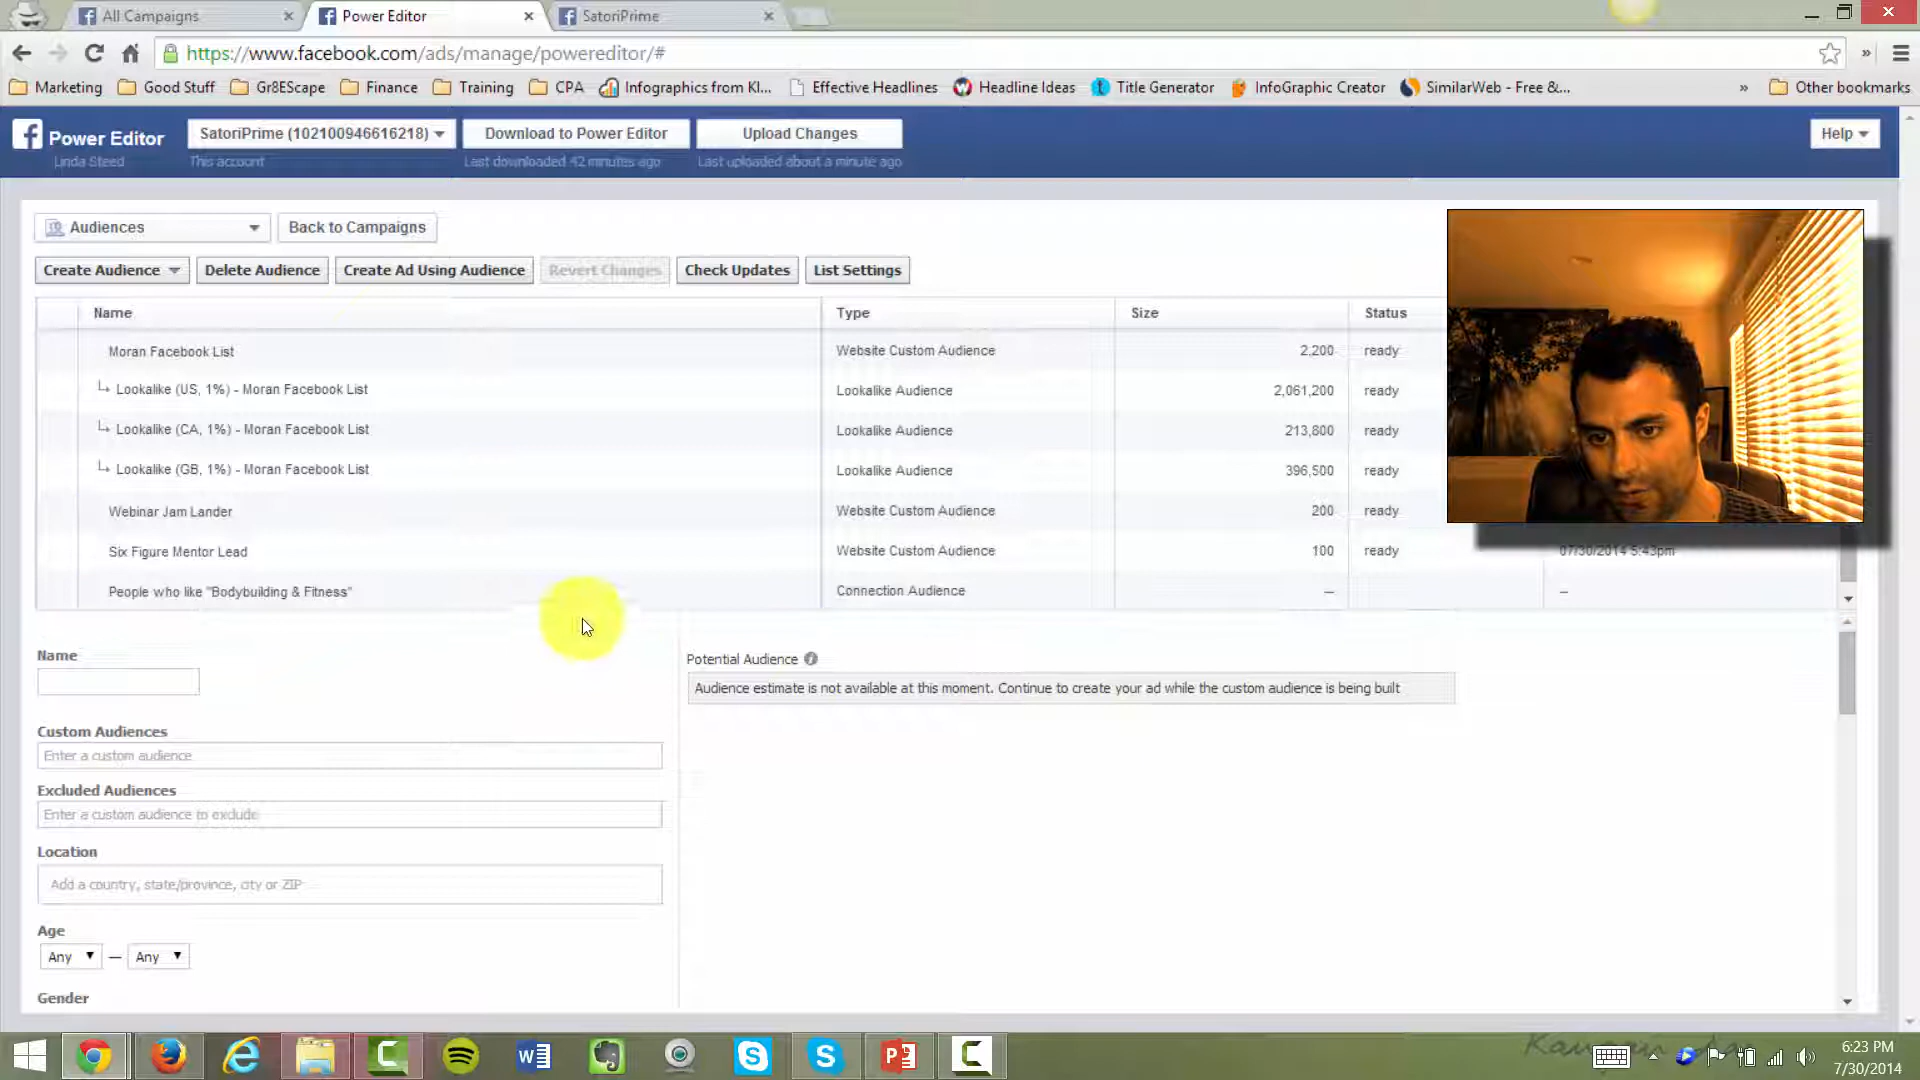 All Campaigns
Power Editor
SatoriPrime
https://www.facebook.com/ads/manage/powereditor/#
Marketing
Good Stuff
Gr8EScape
Finance
Training
CPA
Infographics from Kl...
Effective Headlines
Headline Ideas
Title Generator
InfoGraphic Creator
SimilarWeb - Free &...
»
Other bookmarks
Power Editor
Linda Steed
SatoriPrime (102100946616218)
This account
Download to Power Editor
Last downloaded 42 minutes ago
Upload Changes
Last uploaded about a minute ago
Help
Audiences
Back to Campaigns
Create Audience
Delete Audience
Create Ad Using Audience
Revert Changes
Check Updates
List Settings
Name Type Size Status
Moran Facebook List Website Custom Audience 2,200 ready
Lookalike (US, 1%) - Moran Facebook List Lookalike Audience 2,061,200 ready
Lookalike (CA, 1%) - Moran Facebook List Lookalike Audience 213,800 ready
Lookalike (GB, 1%) - Moran Facebook List Lookalike Audience 396,500 ready
Webinar Jam Lander Website Custom Audience 200 ready
Six Figure Mentor Lead Website Custom Audience 100 ready 07/30/2014 5:43pm
People who like "Bodybuilding & Fitness" Connection Audience — —
Name
Potential Audience
Audience estimate is not available at this moment. Continue to create your ad while the custom audience is being built
Custom Audiences
Enter a custom audience
Excluded Audiences
Enter a custom audience to exclude
Location
Add a country, state/province, city or ZIP
Age
Any — Any
Gender
6:23 PM
7/30/2014